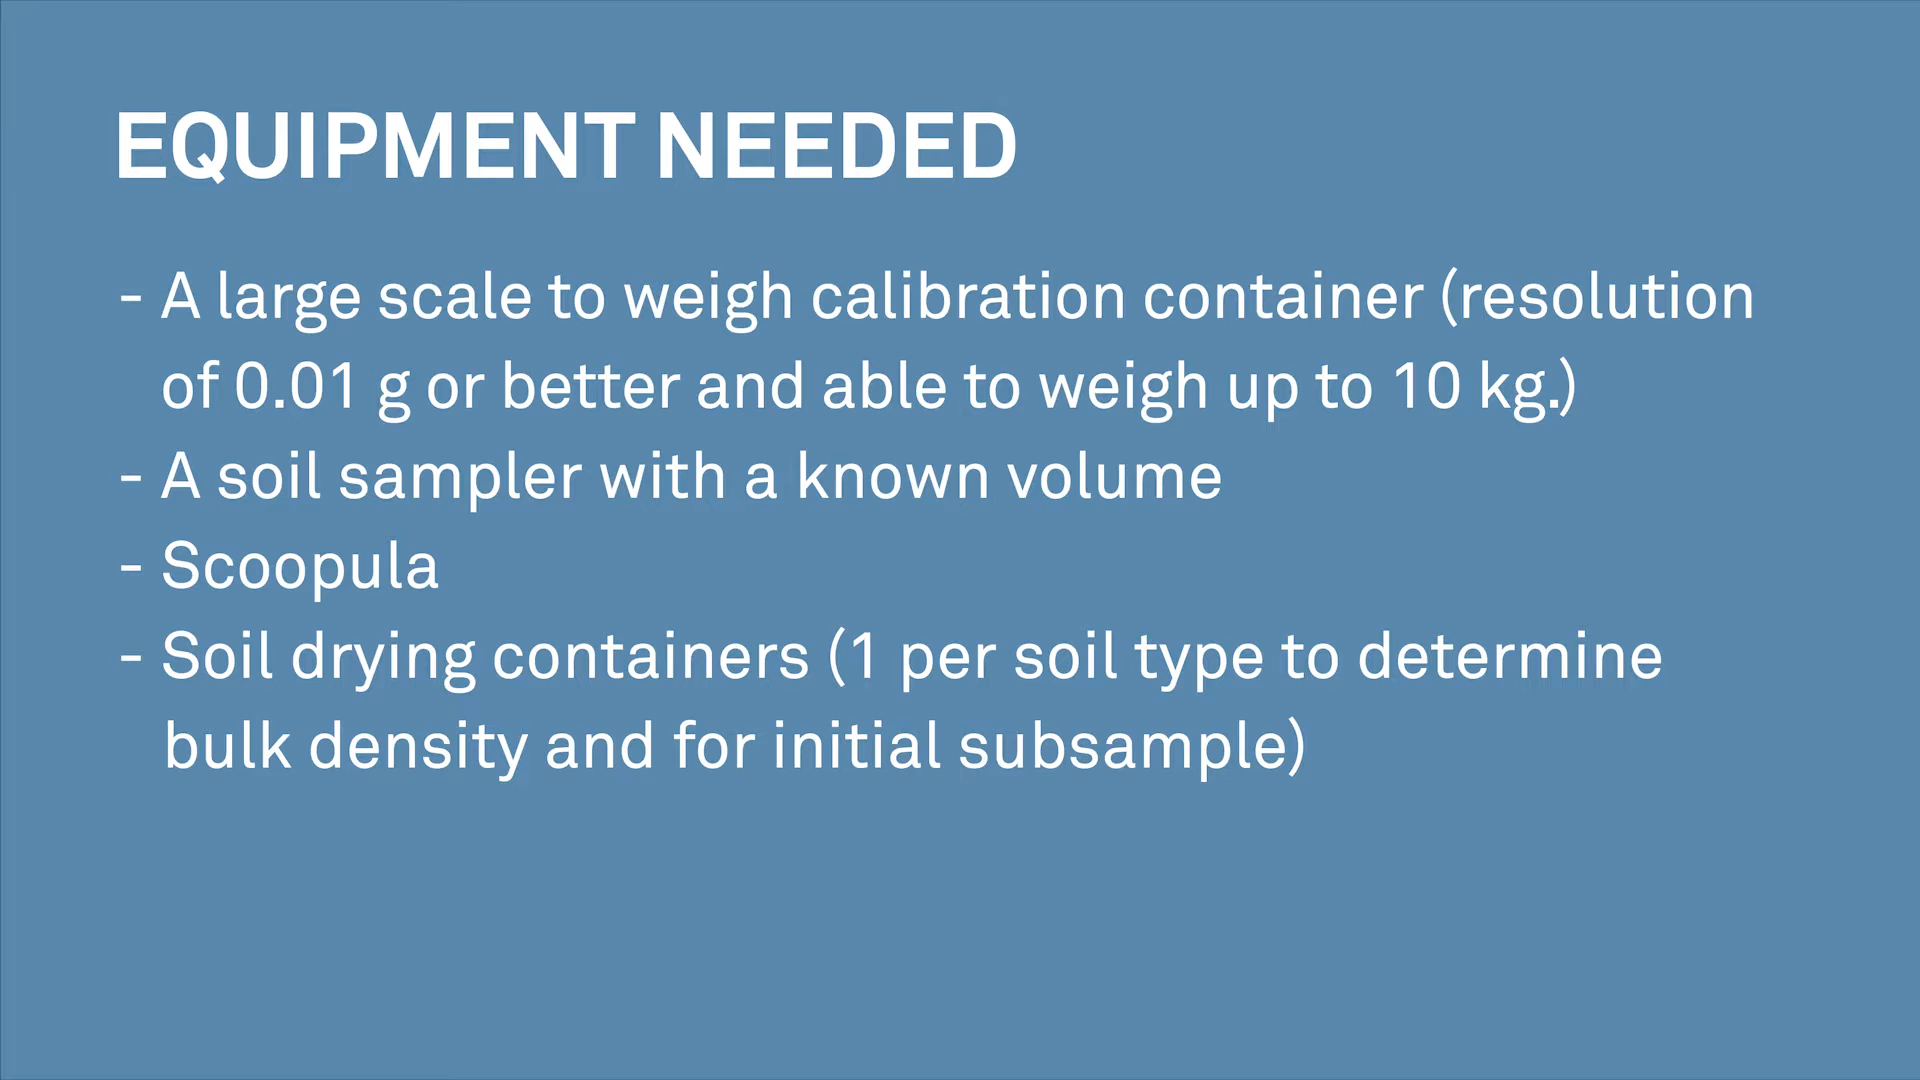 EQUIPMENT NEEDED
- A large scale to weigh calibration container (resolution
of 0.01 g or better and able to weigh up to 10 kg.)
- A soil sampler with a known volume
- Scoopula
- Soil drying containers (1 per soil type to determine
bulk density and for initial subsample)